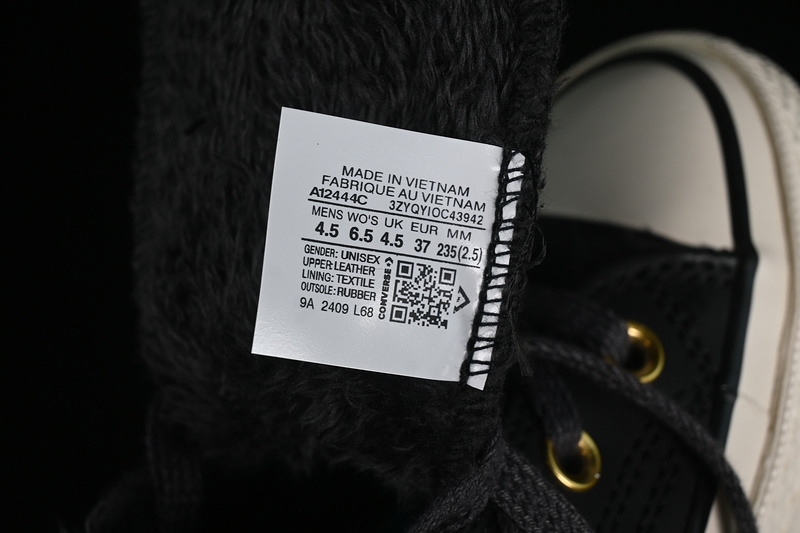 MADE IN VIETNAM
FABRIQUE AU VIETNAM
A12444C 3ZYQYIOC43942
MENS WO'S UK EUR MM
4.5 6.5 4.5 37 235(2.5)
GENDER: UNISEX
UPPER:LEATHER
LINING: TEXTILE
OUTSOLE: RUBBER
9A 2409 L68
CONVERSE